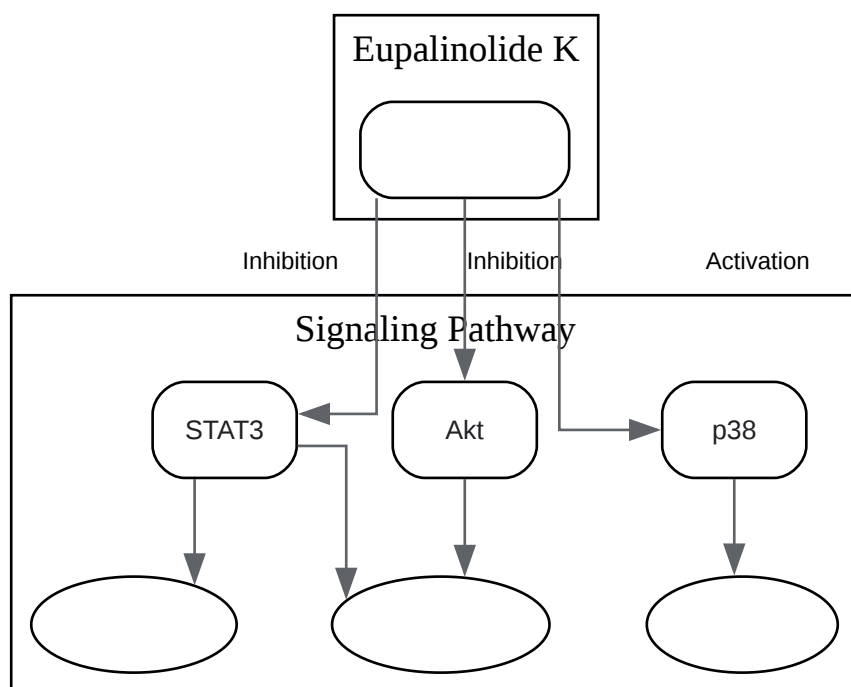 Eupalinolide K
Inhibition
Inhibition
Activation
Signaling Pathway
STAT3
Akt
p38